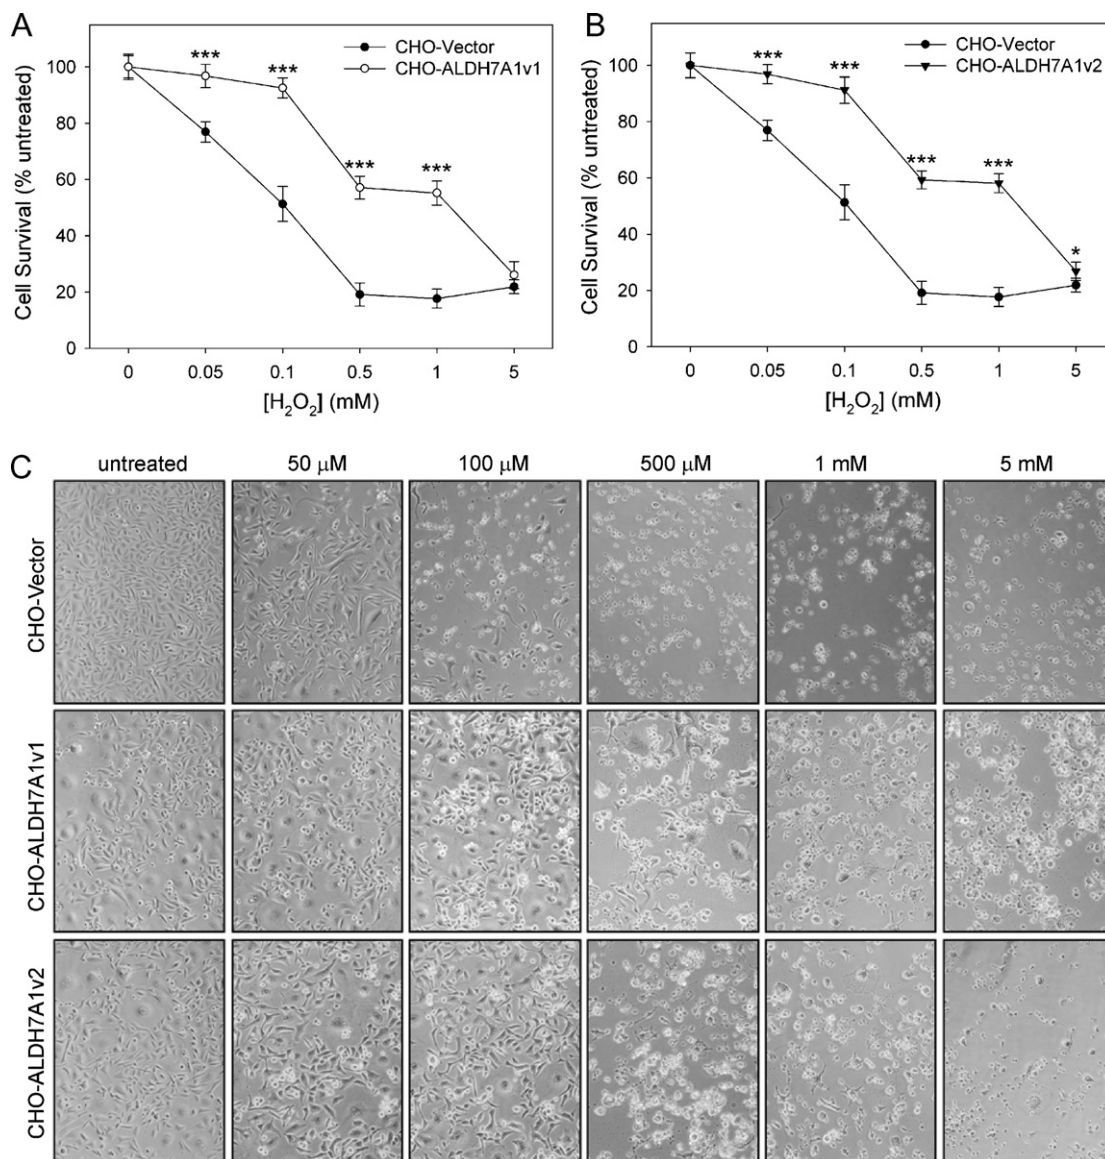 A
CHO-Vector
CHO-ALDH7A1v1
***
***
***
***
Cell Survival (% untreated)
100
80
60
40
20
0
0 0.05 0.1 0.5 1 5
[H₂O₂] (mM)
B
CHO-Vector
CHO-ALDH7A1v2
***
***
***
***
*
Cell Survival (% untreated)
100
80
60
40
20
0
0 0.05 0.1 0.5 1 5
[H₂O₂] (mM)
C
untreated 50 μM 100 μM 500 μM 1 mM 5 mM
CHO-Vector
CHO-ALDH7A1v1
CHO-ALDH7A1v2